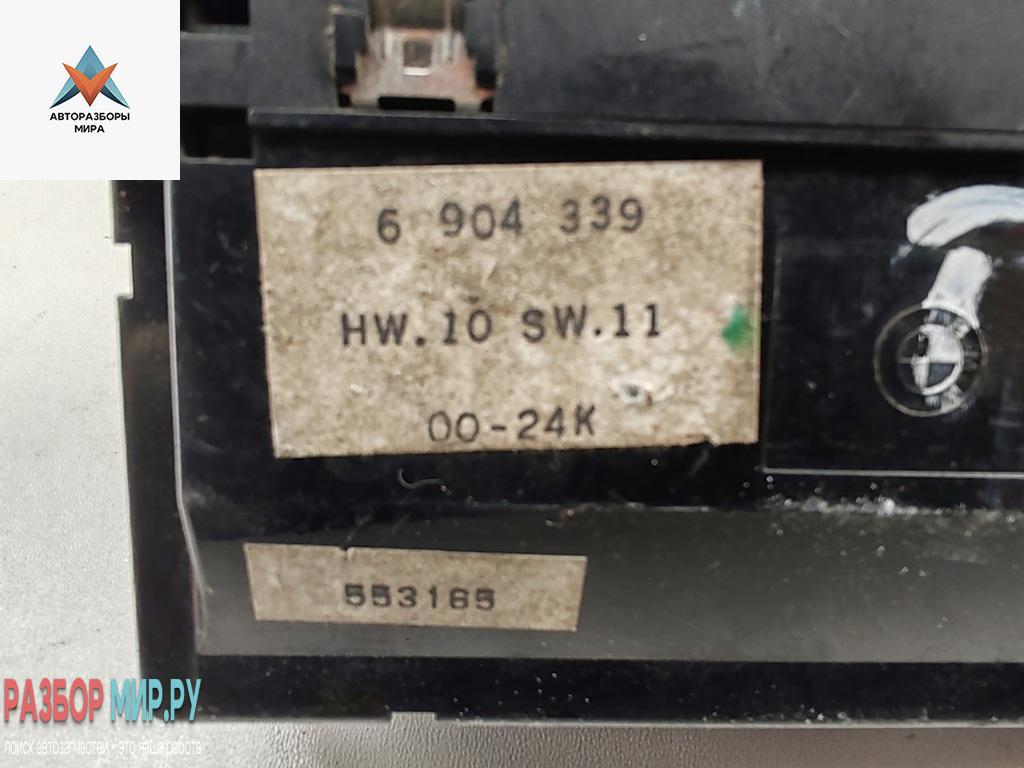 АВТОРАЗБОРЫ
МИРА
6 904 339
HW.10 SW.11
00-24K
553165
РАЗБОР МИР.РУ
поиск автозапчастей - это наша работа